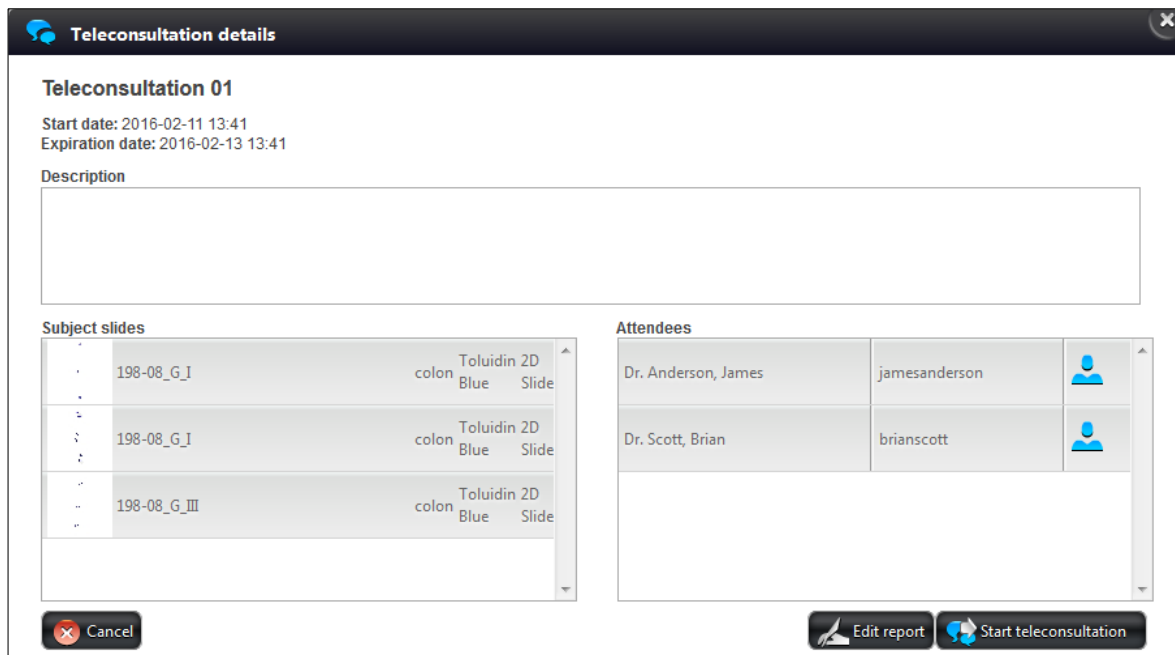 Teleconsultation details
Teleconsultation 01
Start date: 2016-02-11 13:41
Expiration date: 2016-02-13 13:41
Description
Subject slides
198-08_G_I colon Toluidin Blue 2D Slide
198-08_G_I colon Toluidin Blue 2D Slide
198-08_G_III colon Toluidin Blue 2D Slide
Attendees
Dr. Anderson, James jamesanderson
Dr. Scott, Brian brianscott
Cancel
Edit report
Start teleconsultation